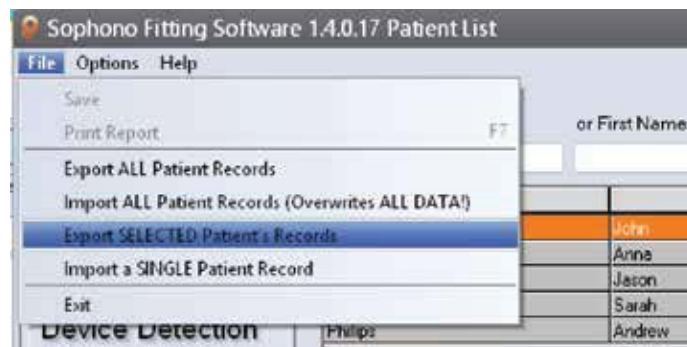 Sophono Fitting Software 1.4.0.17 Patient List
File Options Help
Save
Print Report F7
or First Name
Export ALL Patient Records
Import ALL Patient Records (Overwrites ALL DATA!)
Export SELECTED Patient's Records
John
Anna
Import a SINGLE Patient Record
Jason
Exit
Sarah
Device Detection
Philips Andrew